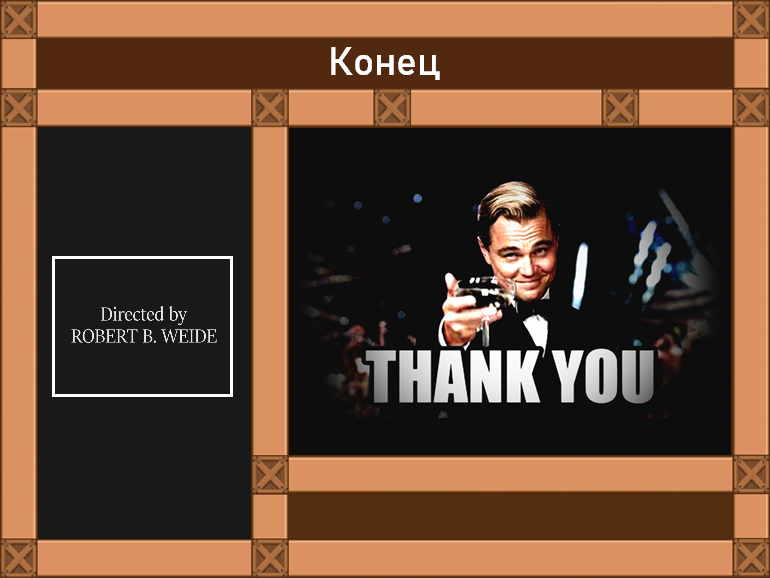 Конец
Directed by
ROBERT B. WEIDE
THANK YOU